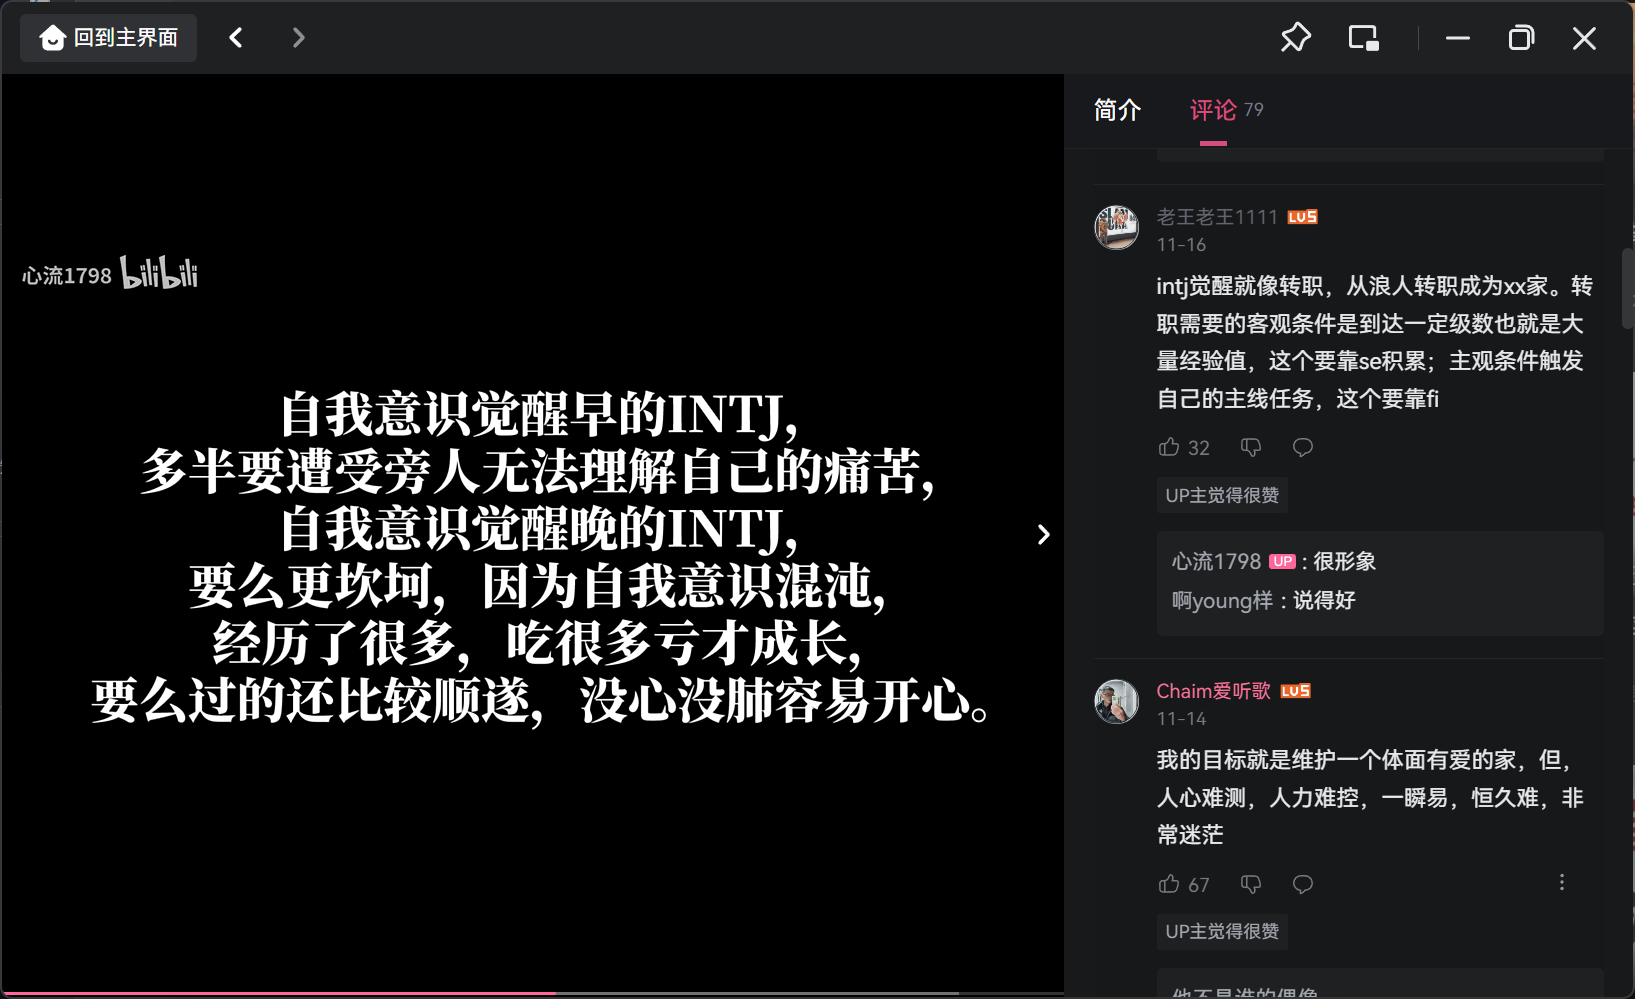 回到主界面
心流1798 bilibili
自我意识觉醒早的INTJ,
多半要遭受旁人无法理解自己的痛苦,
自我意识觉醒晚的INTJ,
要么更坎坷, 因为自我意识混沌,
经历了很多, 吃很多亏才成长,
要么过的还比较顺遂, 没心没肺容易开心。
简介
评论 79
老王老王1111 LV5
11-16
intj觉醒就像转职，从浪人转职成为xx家。转
职需要的客观条件是到达一定级数也就是大
量经验值，这个要靠se积累；主观条件触发
自己的主线任务，这个要靠fi
32
UP主觉得很赞
心流1798 UP : 很形象
啊young样 : 说得好
Chaim爱听歌 LV5
11-14
我的目标就是维护一个体面有爱的家，但，
人心难测，人力难控，一瞬易，恒久难，非
常迷茫
67
UP主觉得很赞